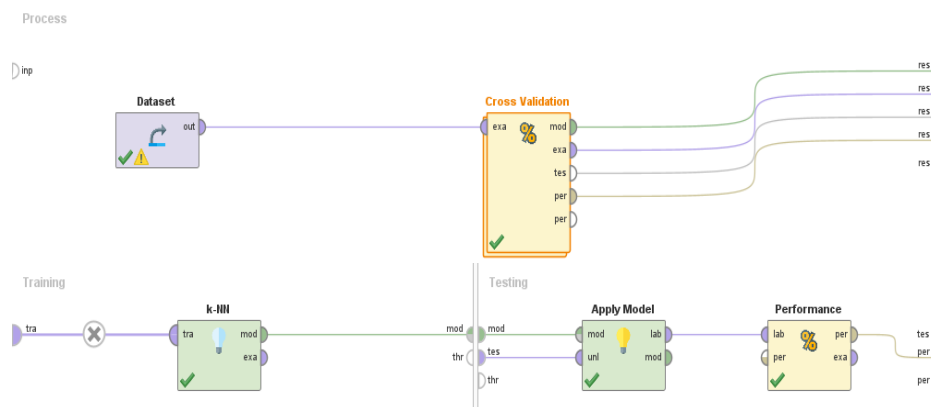 Process
inp
res
res
res
res
res
Dataset
out
Cross Validation
exa
mod
exa
tes
per
per
Training
tra
k-NN
tra
mod
exa
mod
thr
Testing
mod
tes
thr
Apply Model
mod
lab
unl
mod
Performance
lab
per
per
exa
tes
per
per